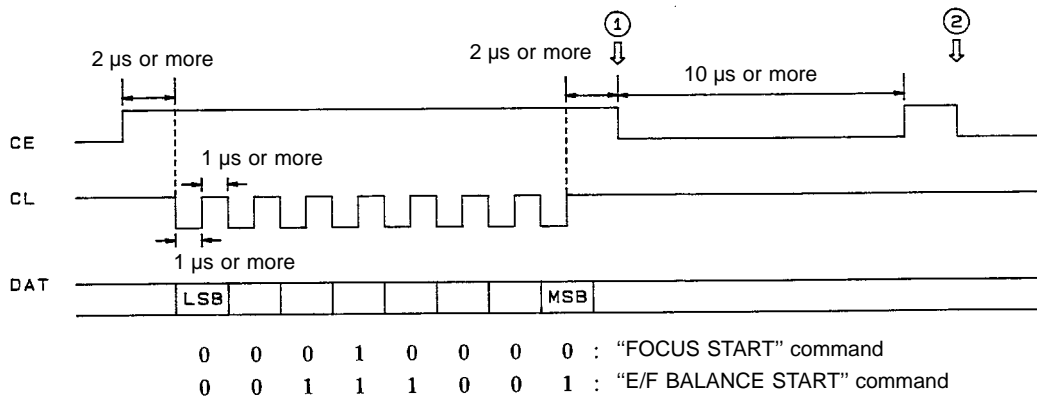 ① ②
2 µs or more 2 µs or more 10 µs or more
CE
1 µs or more
CL
1 µs or more
DAT LSB MSB
0 0 0 1 0 0 0 0 : “FOCUS START” command
0 0 1 1 1 0 0 1 : “E/F BALANCE START” command